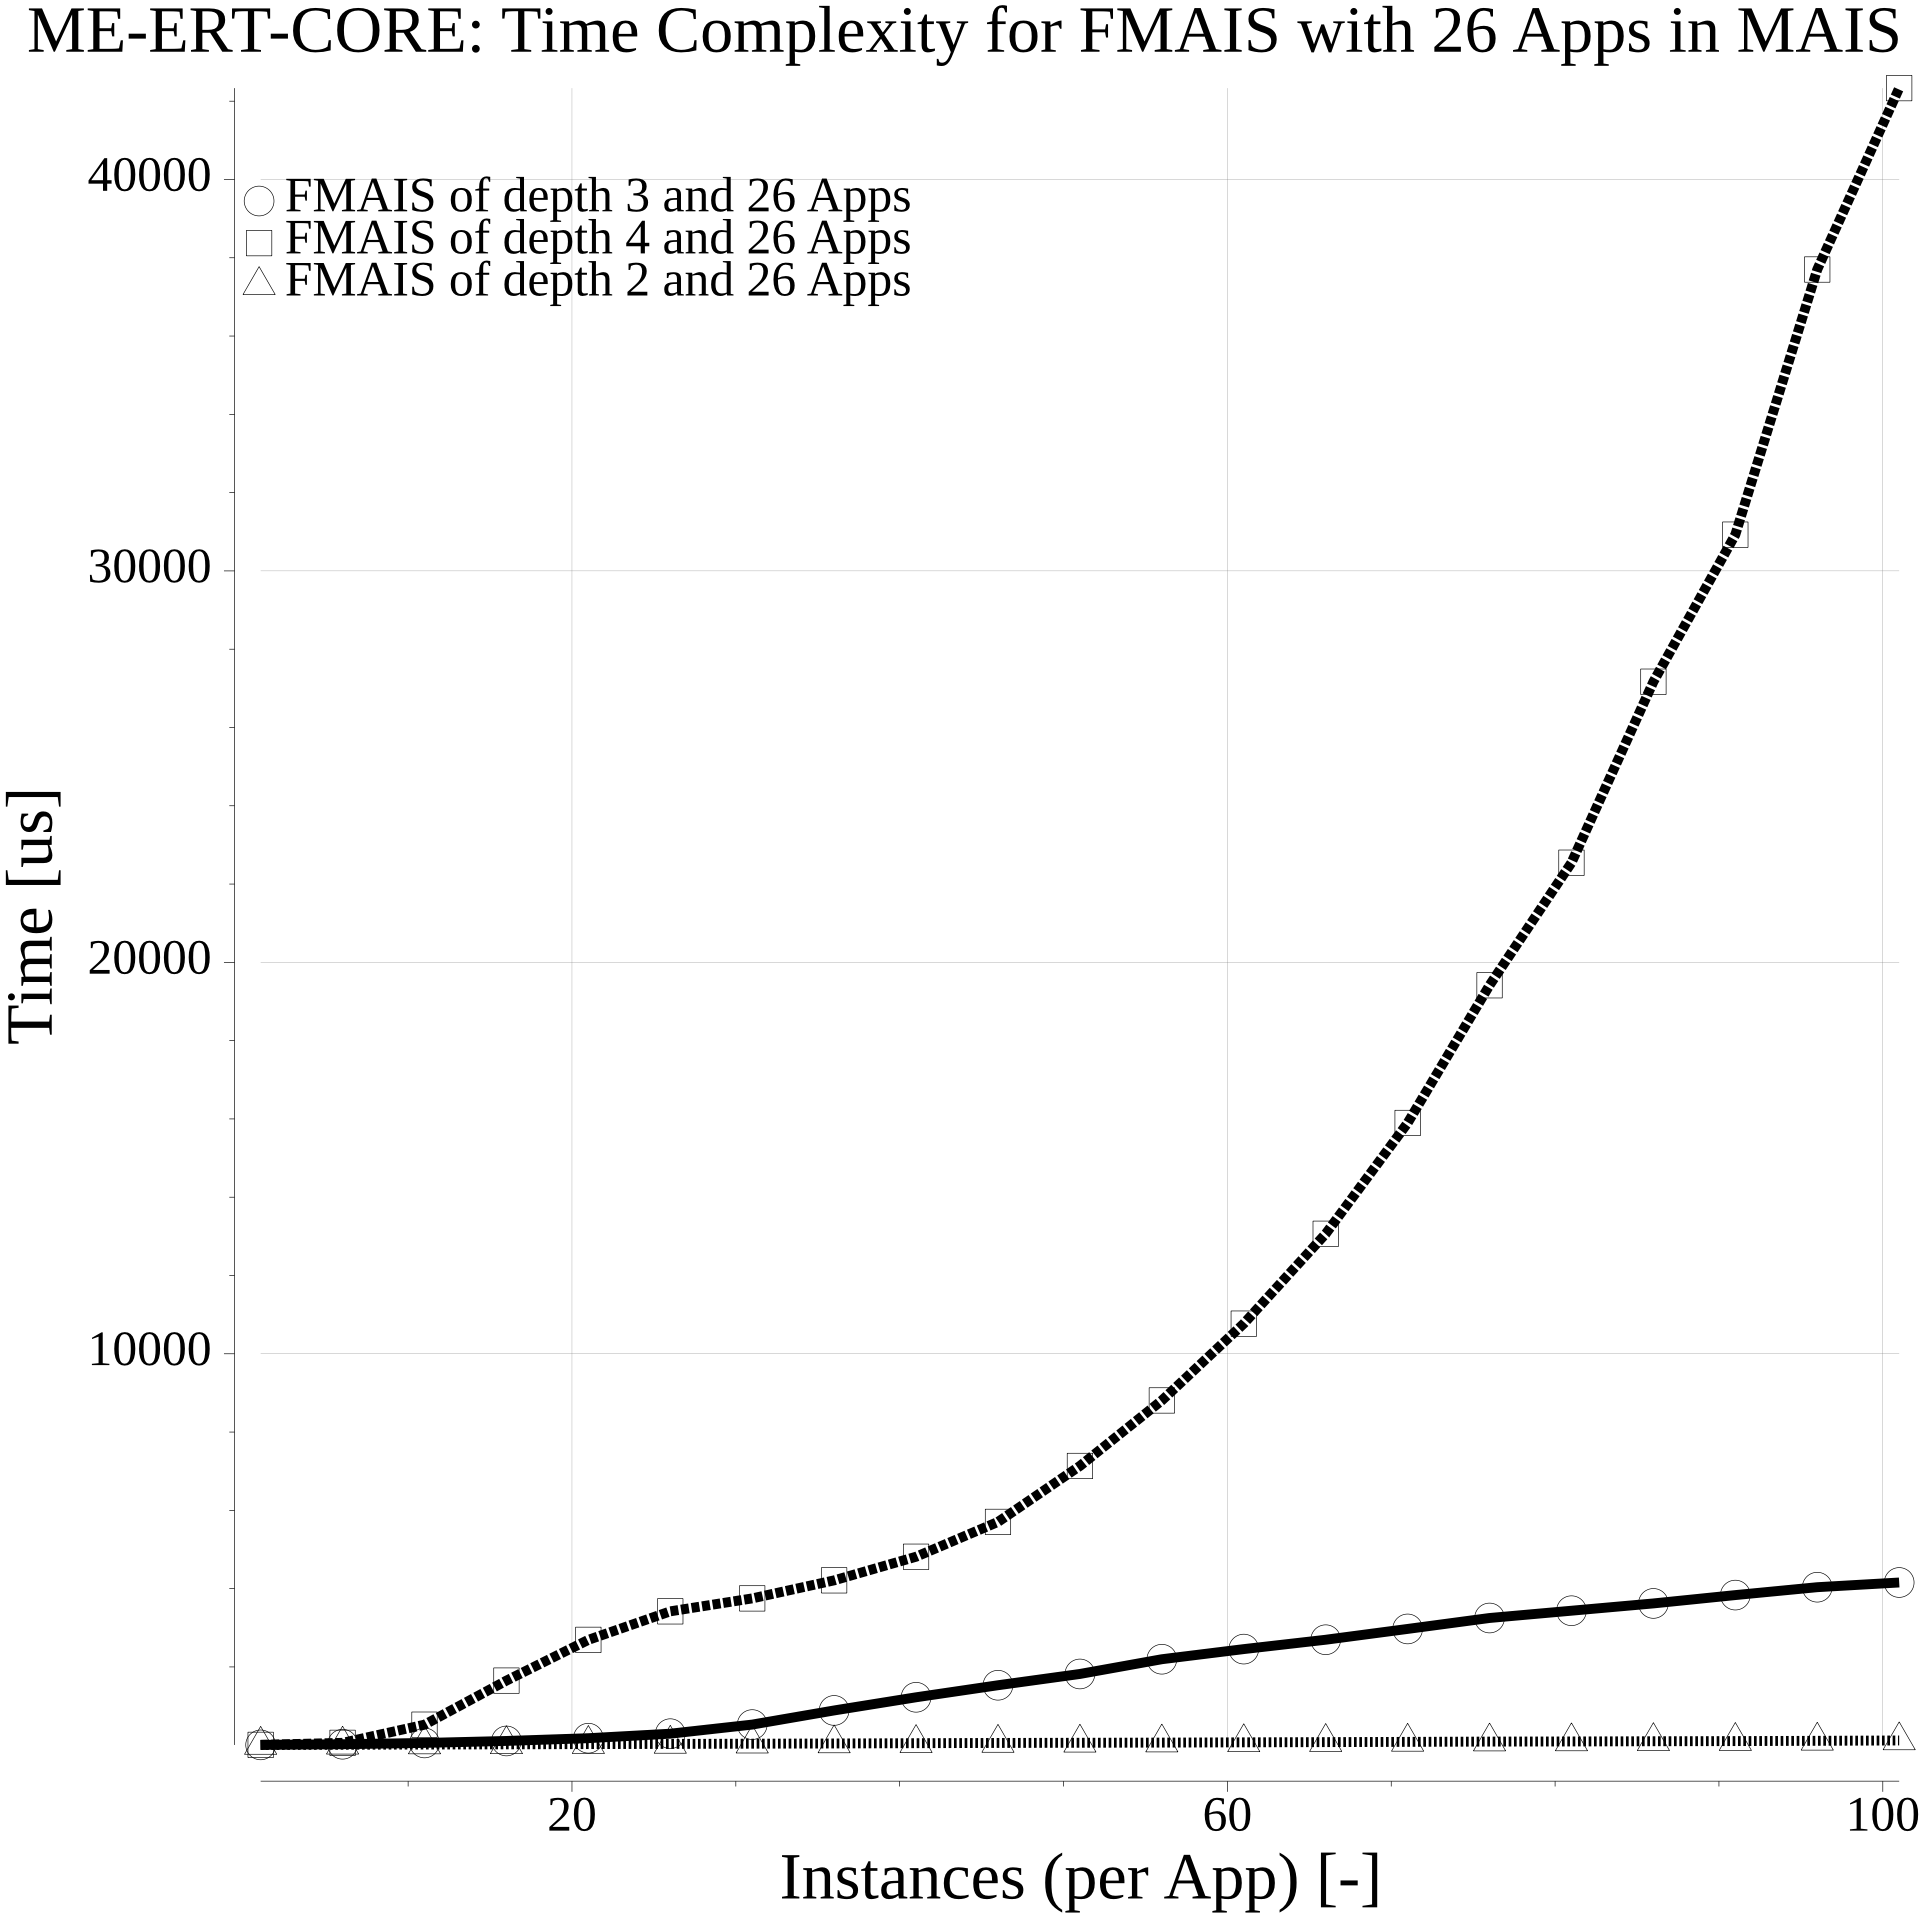 ME-ERT-CORE: Time Complexity for FMAIS with 26 Apps in MAIS
40000
FMAIS of depth 3 and 26 Apps
FMAIS of depth 4 and 26 Apps
FMAIS of depth 2 and 26 Apps
30000
Time [us]
20000
10000
20
60
100
Instances (per App) [-]